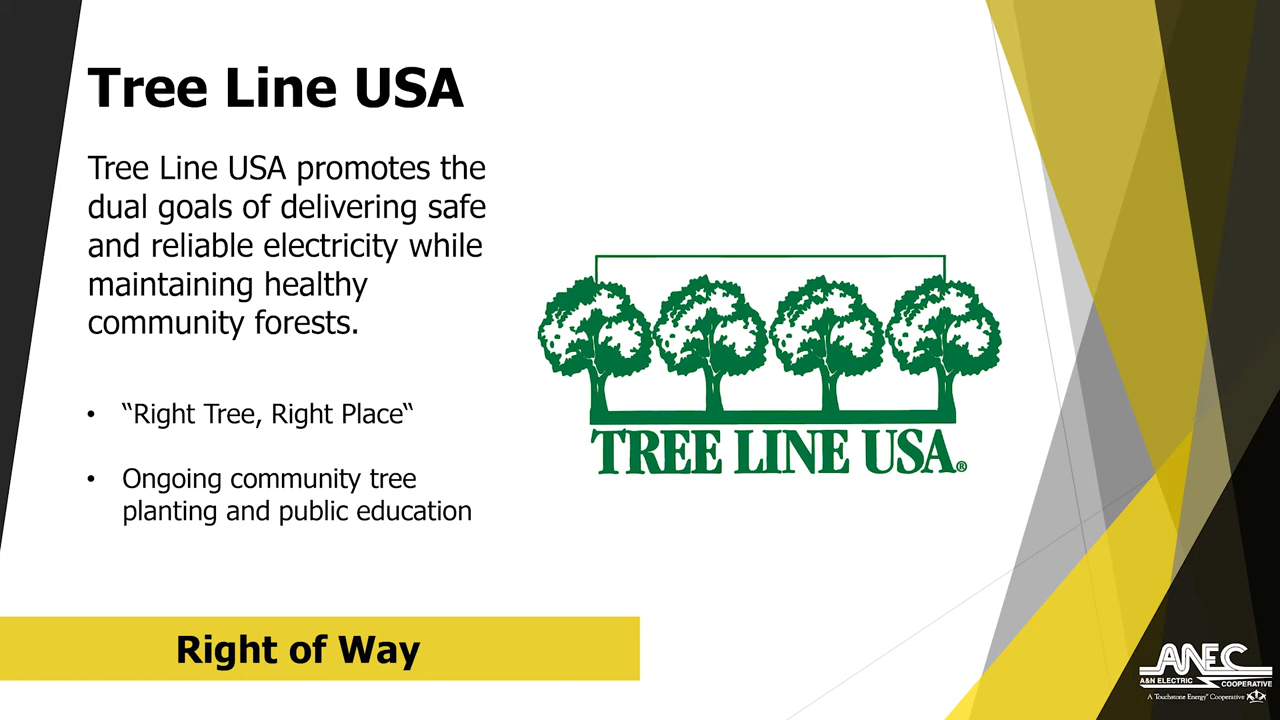 Tree Line USA
Tree Line USA promotes the
dual goals of delivering safe
and reliable electricity while
maintaining healthy
community forests.
• “Right Tree, Right Place“
• Ongoing community tree
planting and public education
TREE LINE USA®
Right of Way
ANEC
A&N ELECTRIC COOPERATIVE
A Touchstone Energy® Cooperative